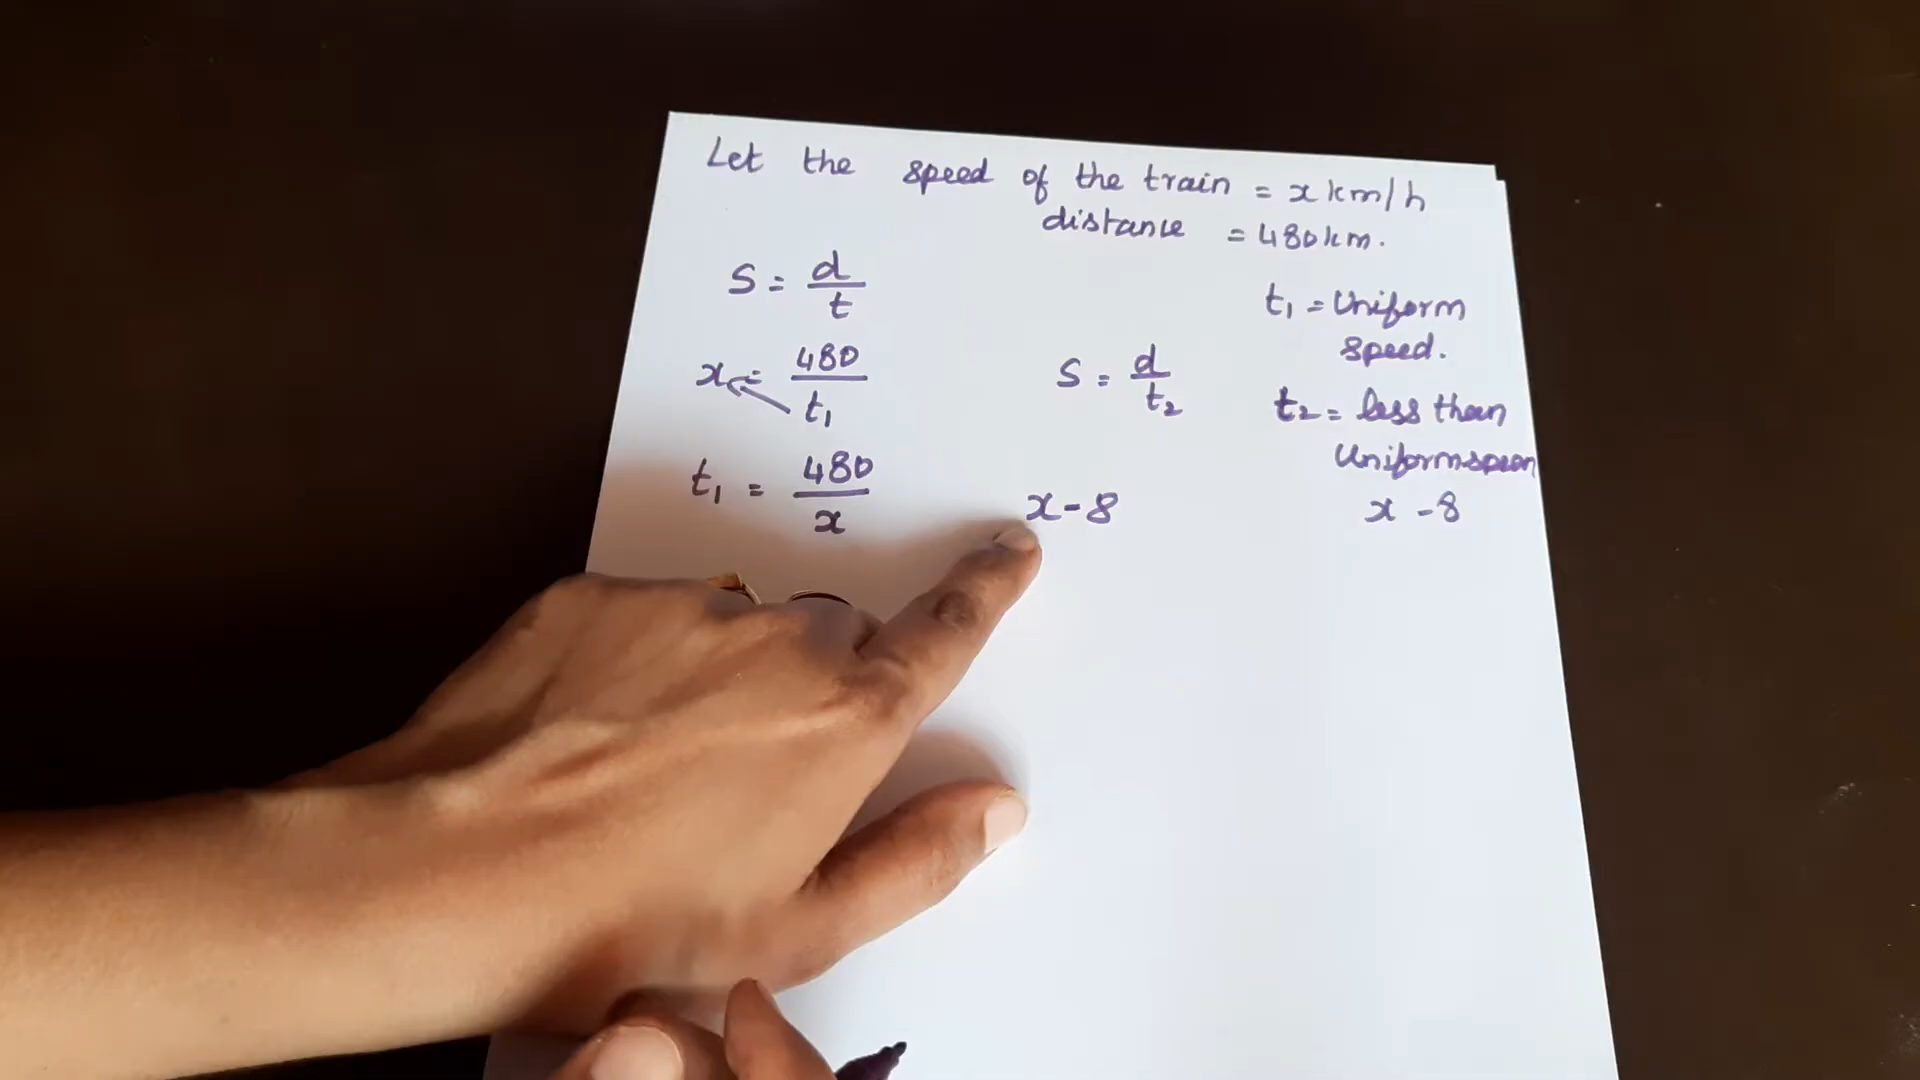 Let the speed of the train = x km/h
distance = 480km.
S = d/t
x = 480/t₁
t₁ = 480/x
S = d/t₂
x - 8
t₁ = Uniform
speed.
t₂ = less than
x - 8